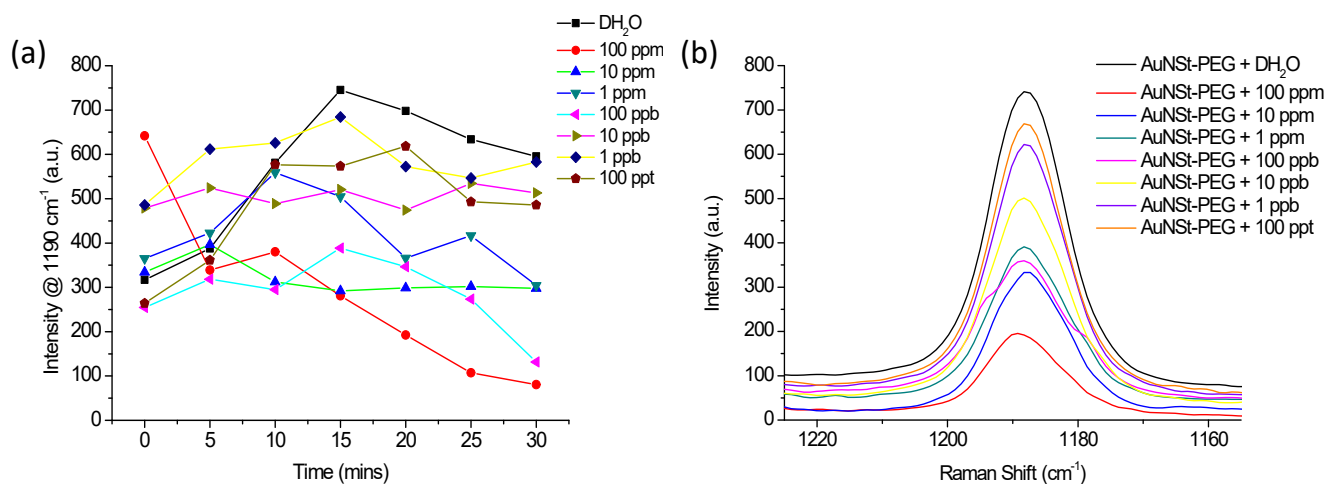 (a)
DH₂O
100 ppm
10 ppm
1 ppm
100 ppb
10 ppb
1 ppb
100 ppt
800
700
600
500
400
300
200
100
0
Intensity @ 1190 cm⁻¹ (a.u.)
0 5 10 15 20 25 30
Time (mins)
(b)
AuNSt-PEG + DH₂O
AuNSt-PEG + 100 ppm
AuNSt-PEG + 10 ppm
AuNSt-PEG + 1 ppm
AuNSt-PEG + 100 ppb
AuNSt-PEG + 10 ppb
AuNSt-PEG + 1 ppb
AuNSt-PEG + 100 ppt
800
700
600
500
400
300
200
100
0
Intensity (a.u.)
1220 1200 1180 1160
Raman Shift (cm⁻¹)